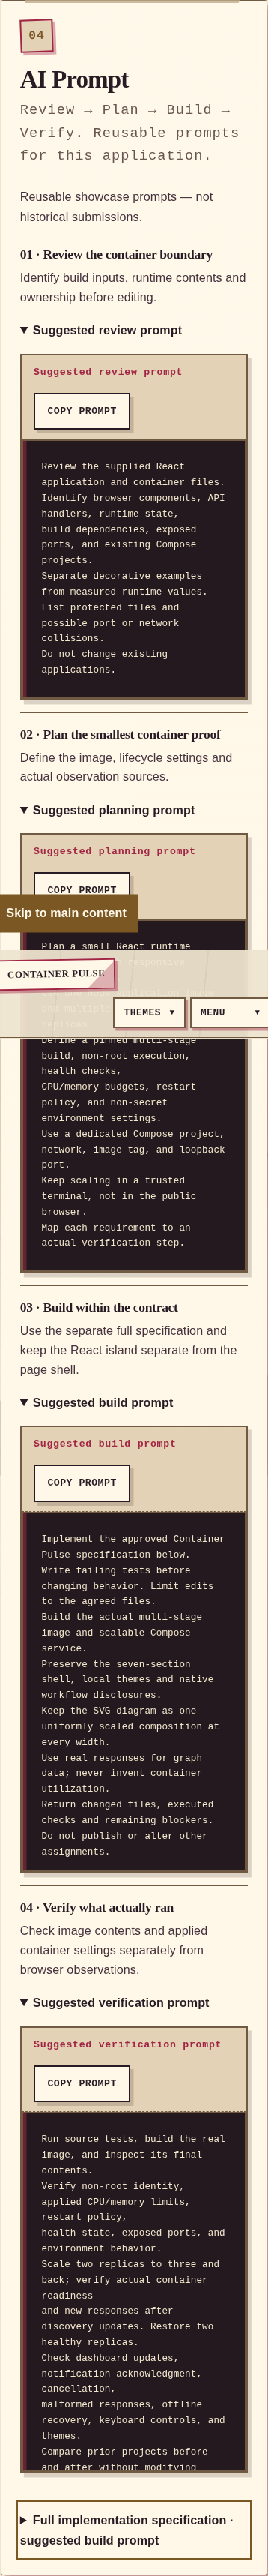 04
AI Prompt
Review → Plan → Build →
Verify. Reusable prompts
for this application.
Reusable showcase prompts — not
historical submissions.
01 · Review the container boundary
Identify build inputs, runtime contents and
ownership before editing.
▼ Suggested review prompt
Suggested review prompt
COPY PROMPT
Review the supplied React
application and container files.
Identify browser components, API
handlers, runtime state,
build dependencies, exposed
ports, and existing Compose
projects.
Separate decorative examples
from measured runtime values.
List protected files and
possible port or network
collisions.
Do not change existing
applications.
02 · Plan the smallest container proof
Define the image, lifecycle settings and
actual observation sources.
▼ Suggested planning prompt
Suggested planning prompt
COPY PROMPT
Skip to main content
Plan a small React runtime
responsive
CONTAINER PULSE
THEMES ▼
MENU ▼
Define a pinned multi-stage
build, non-root execution,
health checks,
CPU/memory budgets, restart
policy, and non-secret
environment settings.
Use a dedicated Compose project,
network, image tag, and loopback
port.
Keep scaling in a trusted
terminal, not in the public
browser.
Map each requirement to an
actual verification step.
03 · Build within the contract
Use the separate full specification and
keep the React island separate from the
page shell.
▼ Suggested build prompt
Suggested build prompt
COPY PROMPT
Implement the approved Container
Pulse specification below.
Write failing tests before
changing behavior. Limit edits
to the agreed files.
Build the actual multi-stage
image and scalable Compose
service.
Preserve the seven-section
shell, local themes and native
workflow disclosures.
Keep the SVG diagram as one
uniformly scaled composition at
every width.
Use real responses for graph
data; never invent container
utilization.
Return changed files, executed
checks and remaining blockers.
Do not publish or alter other
assignments.
04 · Verify what actually ran
Check image contents and applied
container settings separately from
browser observations.
▼ Suggested verification prompt
Suggested verification prompt
COPY PROMPT
Run source tests, build the real
image, and inspect its final
contents.
Verify non-root identity,
applied CPU/memory limits,
restart policy,
health state, exposed ports, and
environment behavior.
Scale two replicas to three and
back; verify actual container
readiness
and new responses after
discovery updates. Restore two
healthy replicas.
Check dashboard updates,
notification acknowledgment,
cancellation,
malformed responses, offline
recovery, keyboard controls, and
themes.
Compare prior projects before
and after without modifying
▶ Full implementation specification ·
suggested build prompt